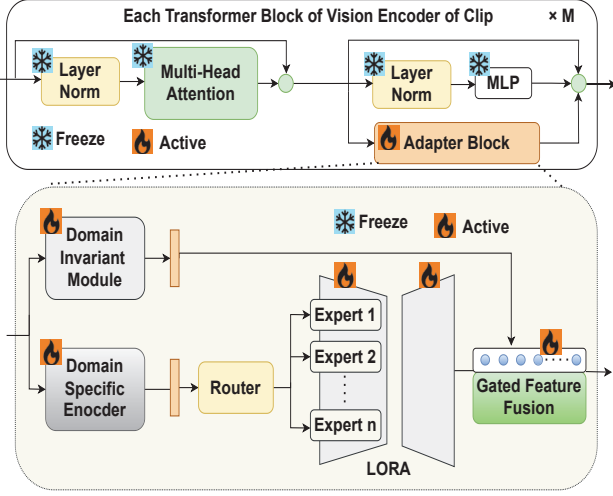 Each Transformer Block of Vision Encoder of Clip
× M
Layer
Norm
Multi-Head
Attention
Layer
Norm
MLP
Freeze
Active
Adapter Block
Freeze
Active
Domain
Invariant
Module
Expert 1
Domain
Specific
Enocder
Router
Expert 2
Expert n
Gated Feature
Fusion
LORA